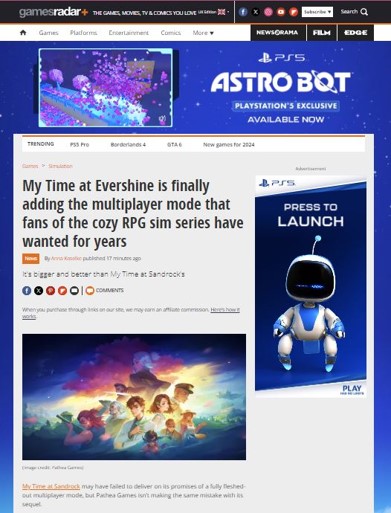 gamesradar+ THE GAMES, MOVIES, TV & COMICS YOU LOVE US Edition Subscribe Search
Games Platforms Entertainment Comics More NEWSARAMA FILM EDGE
PS5
ASTRO BOT
PLAYSTATION'S EXCLUSIVE
AVAILABLE NOW
TRENDING PS5 Pro Borderlands 4 GTA 6 New games for 2024
Games > Simulation
Advertisement
My Time at Evershine is finally
adding the multiplayer mode that
fans of the cozy RPG sim series have
wanted for years
News By Anna Koselke published 17 minutes ago
It's bigger and better than My Time at Sandrock's
COMMENTS
When you purchase through links on our site, we may earn an affiliate commission. Here's how it
works.
PS5
PRESS TO
LAUNCH
PLAY
(Image credit: Pathea Games)
My Time at Sandrock may have failed to deliver on its promises of a fully fleshed-
out multiplayer mode, but Pathea Games isn't making the same mistake with its
sequel.